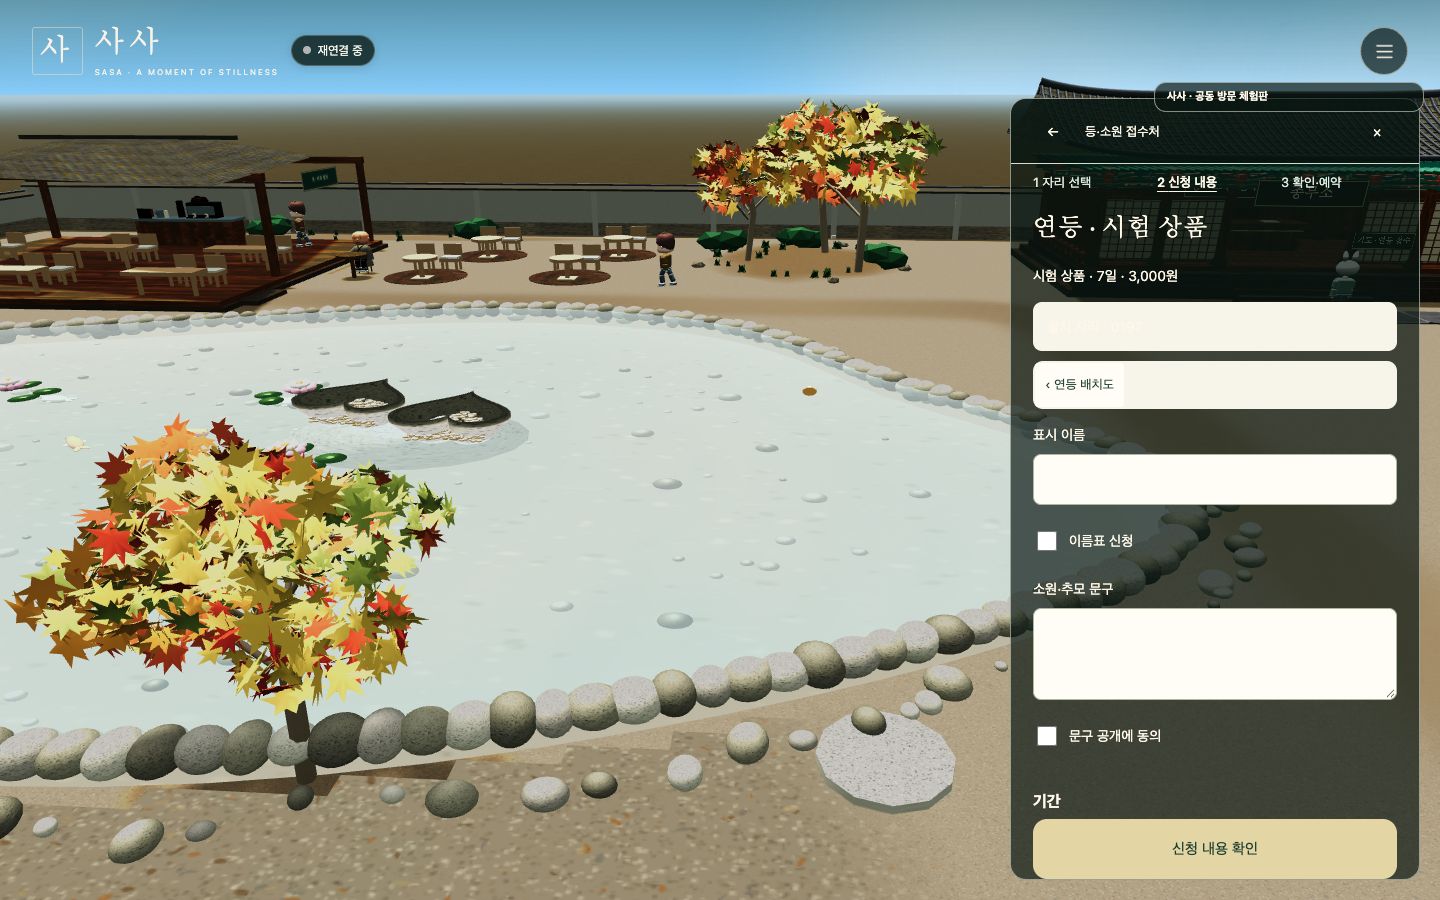 사
사사
SASA · A MOMENT OF STILLNESS
재연결 중
사사 · 공동 방문 체험판
← 등·소원 접수처 ×
1 자리 선택 2 신청 내용 3 확인·예약
연등 · 시험 상품
시험 상품 · 7일 · 3,000원
‹ 연등 배치도
표시 이름
이름표 신청
소원·추모 문구
문구 공개에 동의
기간
신청 내용 확인